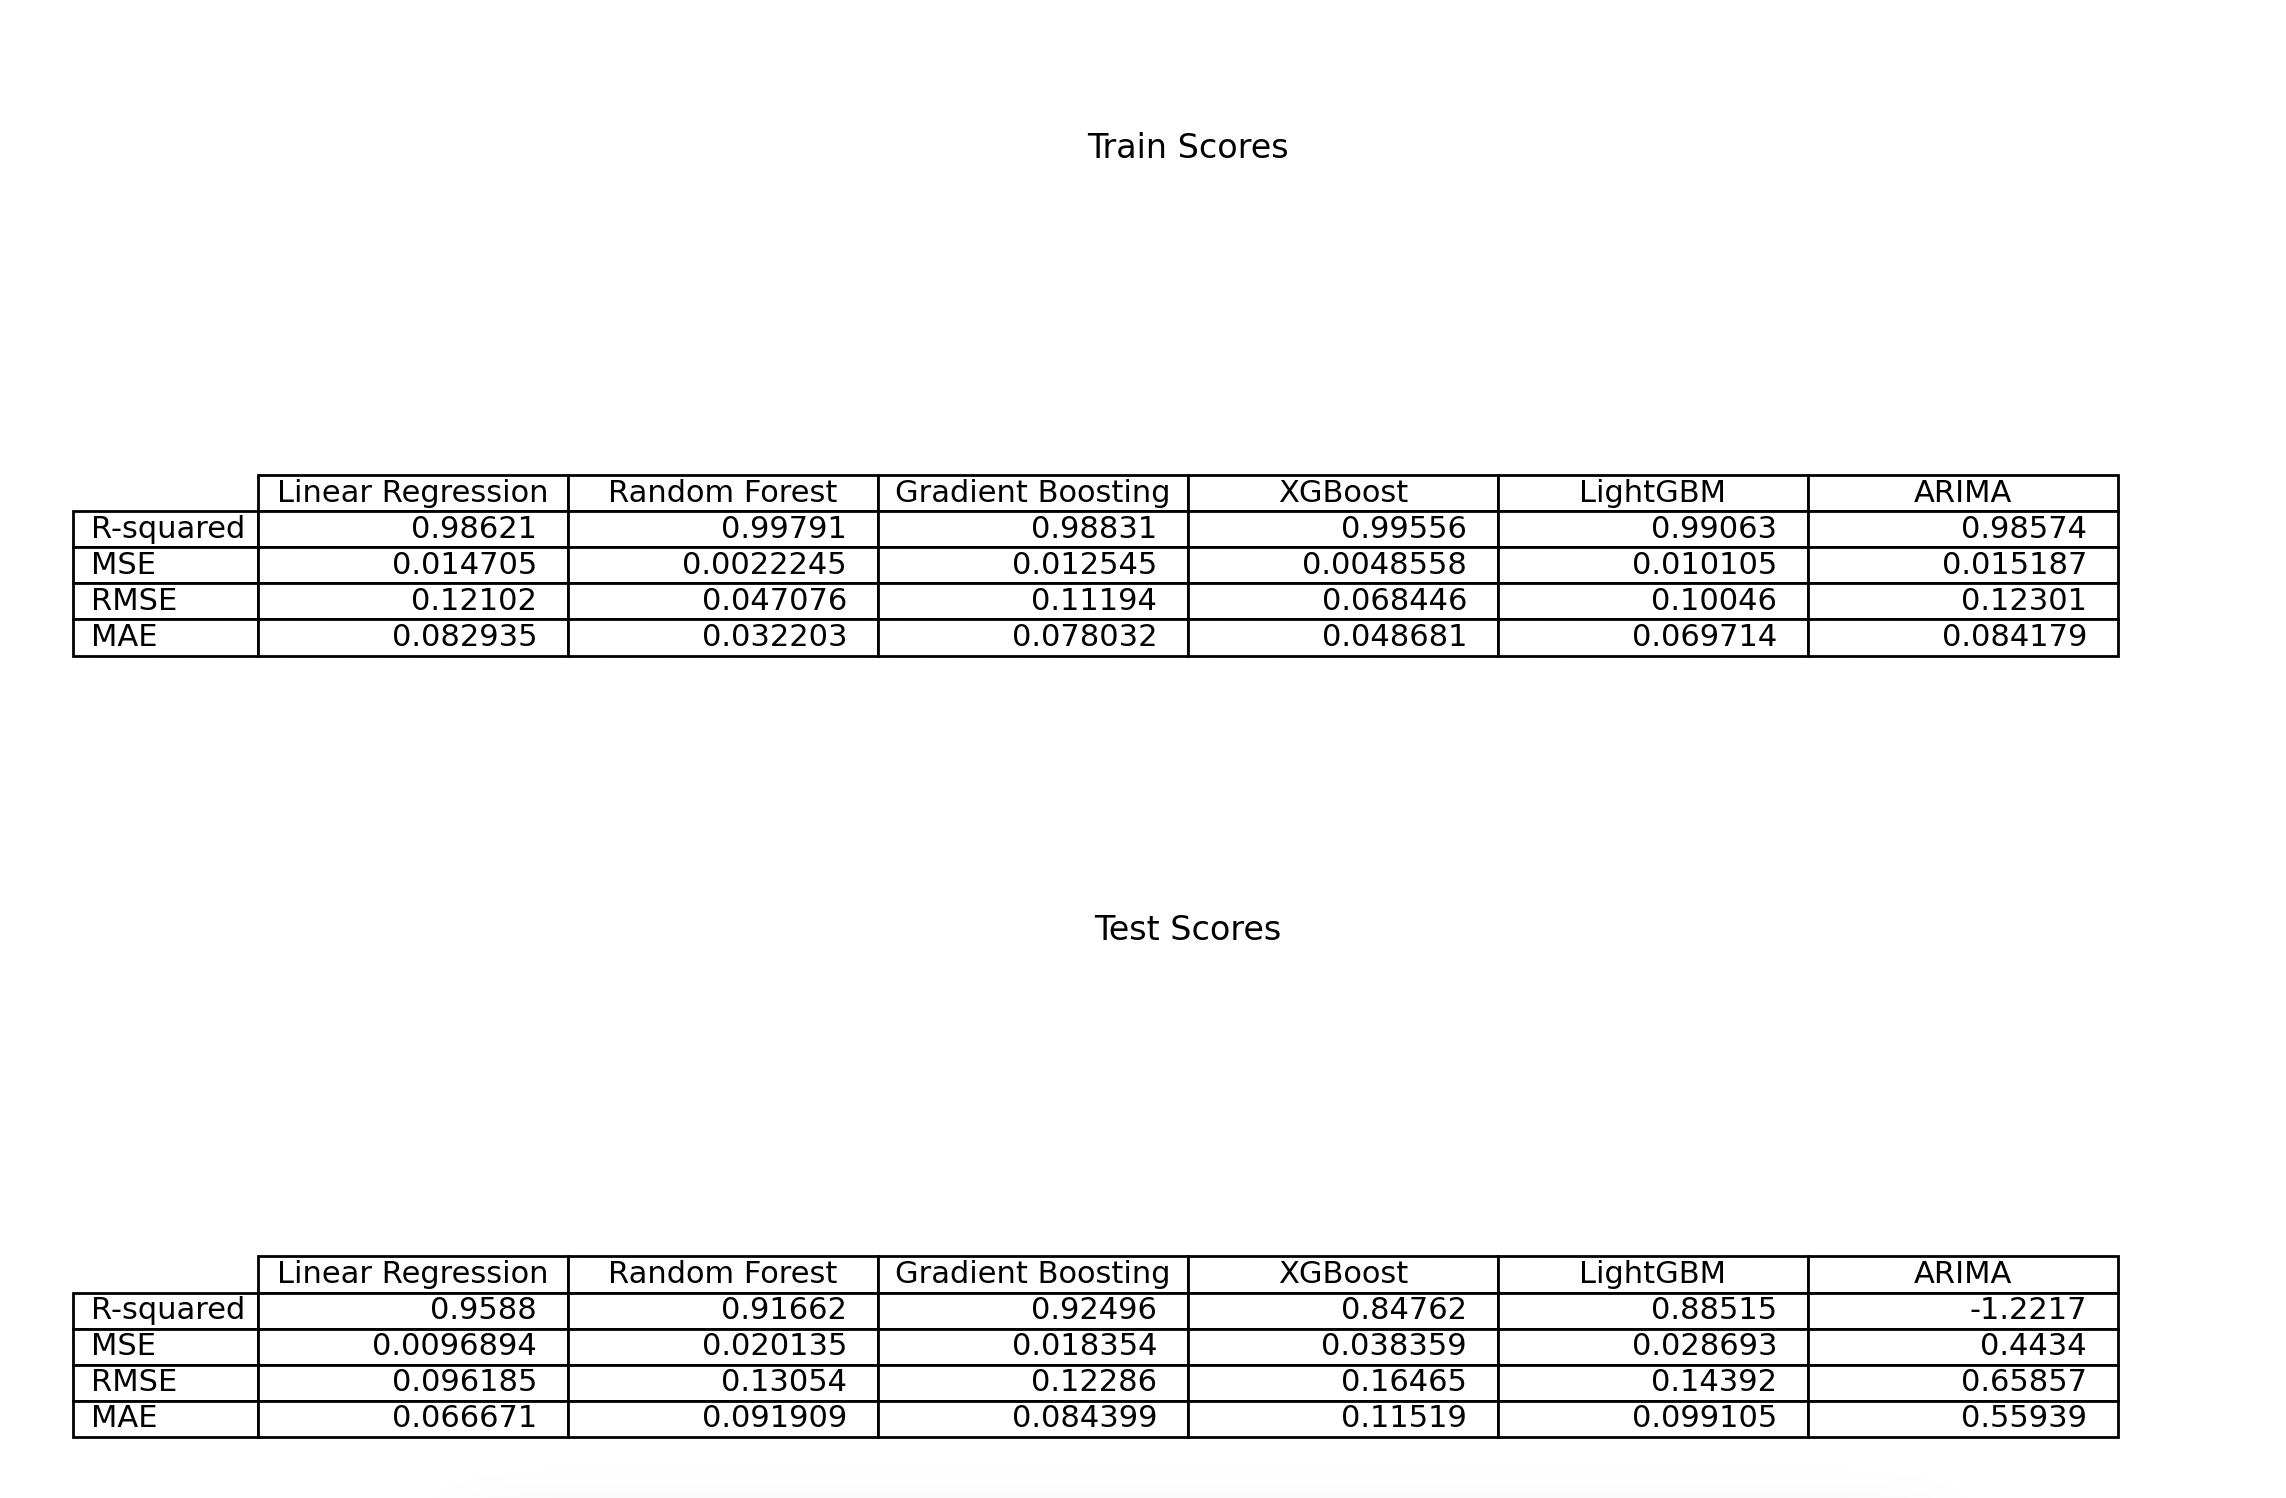 Train Scores
Linear Regression Random Forest Gradient Boosting XGBoost LightGBM ARIMA
R-squared 0.98621 0.99791 0.98831 0.99556 0.99063 0.98574
MSE 0.014705 0.0022245 0.012545 0.0048558 0.010105 0.015187
RMSE 0.12102 0.047076 0.11194 0.068446 0.10046 0.12301
MAE 0.082935 0.032203 0.078032 0.048681 0.069714 0.084179
Test Scores
Linear Regression Random Forest Gradient Boosting XGBoost LightGBM ARIMA
R-squared 0.9588 0.91662 0.92496 0.84762 0.88515 -1.2217
MSE 0.0096894 0.020135 0.018354 0.038359 0.028693 0.4434
RMSE 0.096185 0.13054 0.12286 0.16465 0.14392 0.65857
MAE 0.066671 0.091909 0.084399 0.11519 0.099105 0.55939